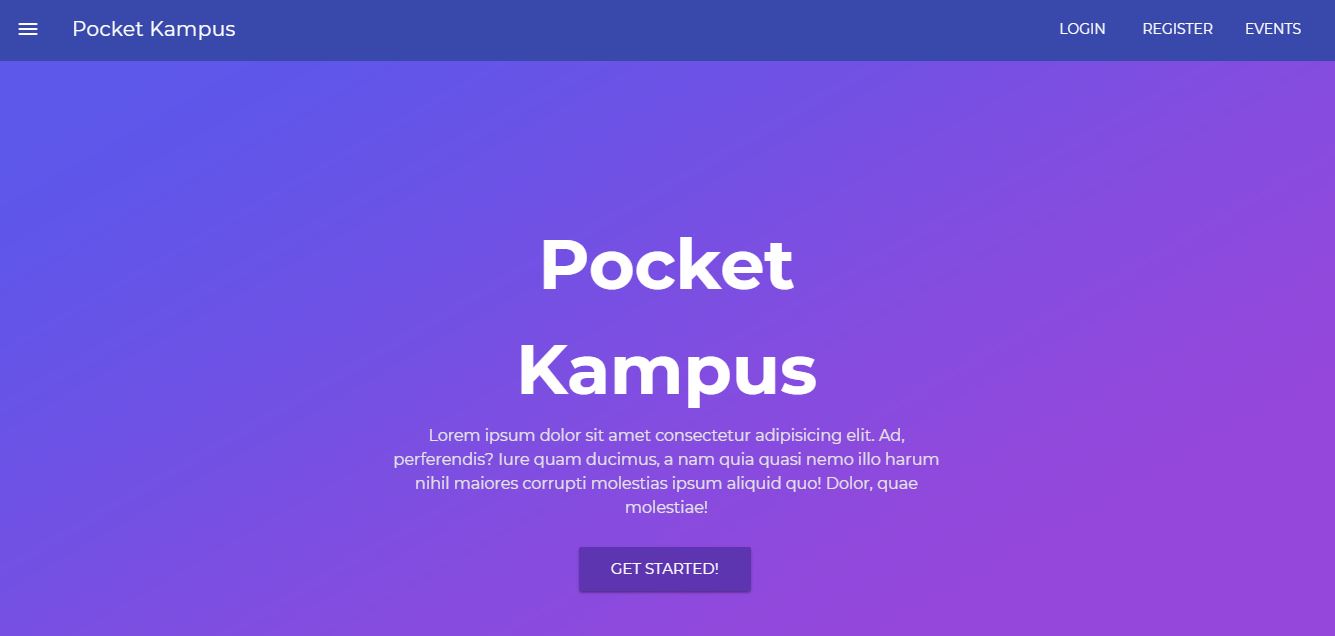 Pocket Kampus
LOGIN
REGISTER
EVENTS
Pocket
Kampus
Lorem ipsum dolor sit amet consectetur adipisicing elit. Ad,
perferendis? Iure quam ducimus, a nam quia quasi nemo illo harum
nihil maiores corrupti molestias ipsum aliquid quo! Dolor, quae
molestiae!
GET STARTED!